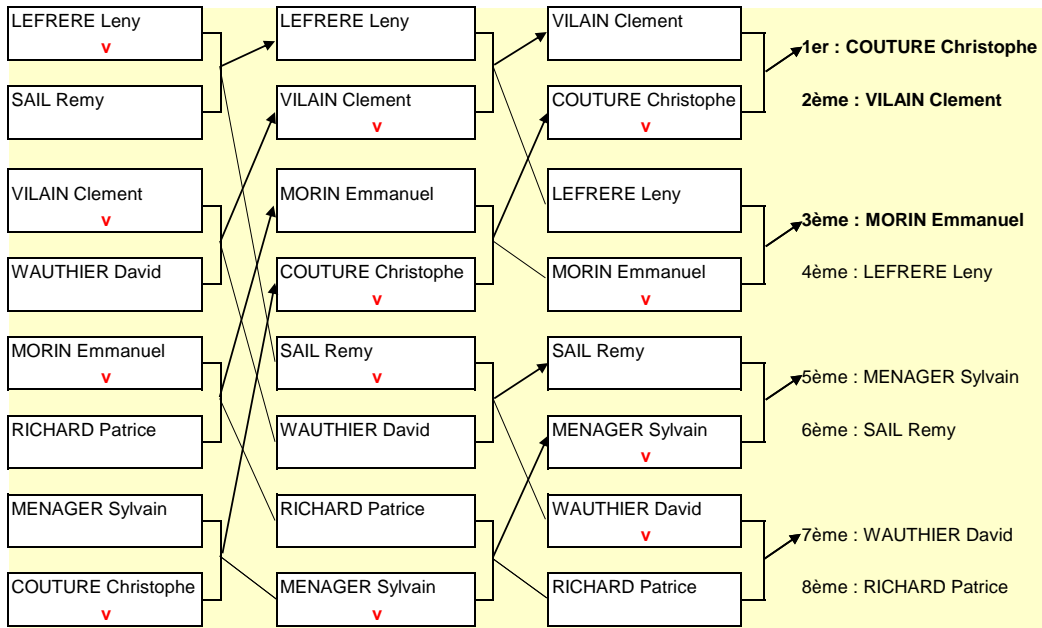 LEFRERE Leny
v
SAIL Remy
VILAIN Clement
v
WAUTHIER David
MORIN Emmanuel
v
RICHARD Patrice
MENAGER Sylvain
COUTURE Christophe
v
LEFRERE Leny
VILAIN Clement
v
MORIN Emmanuel
COUTURE Christophe
v
SAIL Remy
v
WAUTHIER David
RICHARD Patrice
MENAGER Sylvain
v
VILAIN Clement
COUTURE Christophe
v
LEFRERE Leny
MORIN Emmanuel
v
SAIL Remy
MENAGER Sylvain
v
WAUTHIER David
v
RICHARD Patrice
1er : COUTURE Christophe
2ème : VILAIN Clement
3ème : MORIN Emmanuel
4ème : LEFRERE Leny
5ème : MENAGER Sylvain
6ème : SAIL Remy
7ème : WAUTHIER David
8ème : RICHARD Patrice